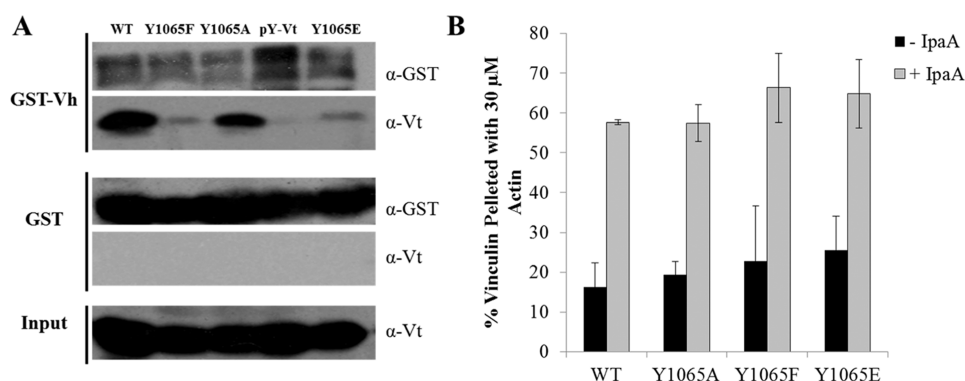 A
WT Y1065F Y1065A pY-Vt Y1065E
GST-Vh
α-GST
α-Vt
GST
α-GST
α-Vt
Input
α-Vt
B
% Vinculin Pelleted with 30 µM
Actin
80
70
60
50
40
30
20
10
0
WT Y1065A Y1065F Y1065E
- IpaA
+ IpaA